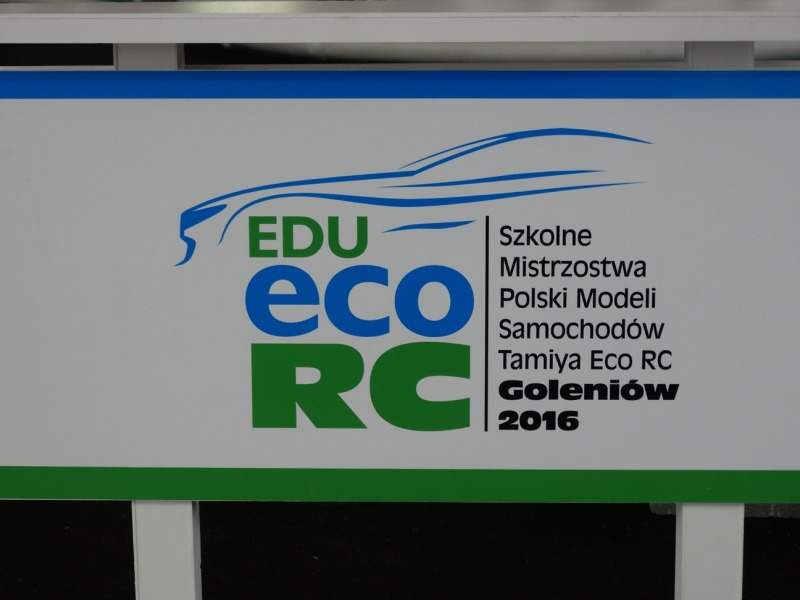 EDU
eco
RC
Szkolne
Mistrzostwa
Polski Modeli
Samochodów
Tamiya Eco RC
Goleniów
2016